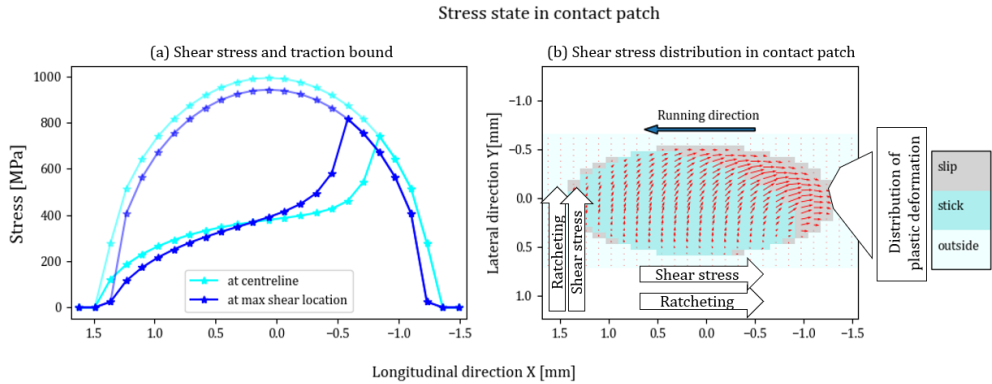 Stress state in contact patch
(a) Shear stress and traction bound
Stress [MPa]
1000
800
600
400
200
0
at centreline
at max shear location
1.5
1.0
0.5
0.0
−0.5
−1.0
−1.5
(b) Shear stress distribution in contact patch
Lateral direction Y[mm]
−1.0
−0.5
0.0
0.5
1.0
Running direction
Ratcheting
Shear stress
Shear stress
Ratcheting
1.5
1.0
0.5
0.0
−0.5
−1.0
−1.5
Distribution of
plastic deformation
slip
stick
outside
Longitudinal direction X [mm]